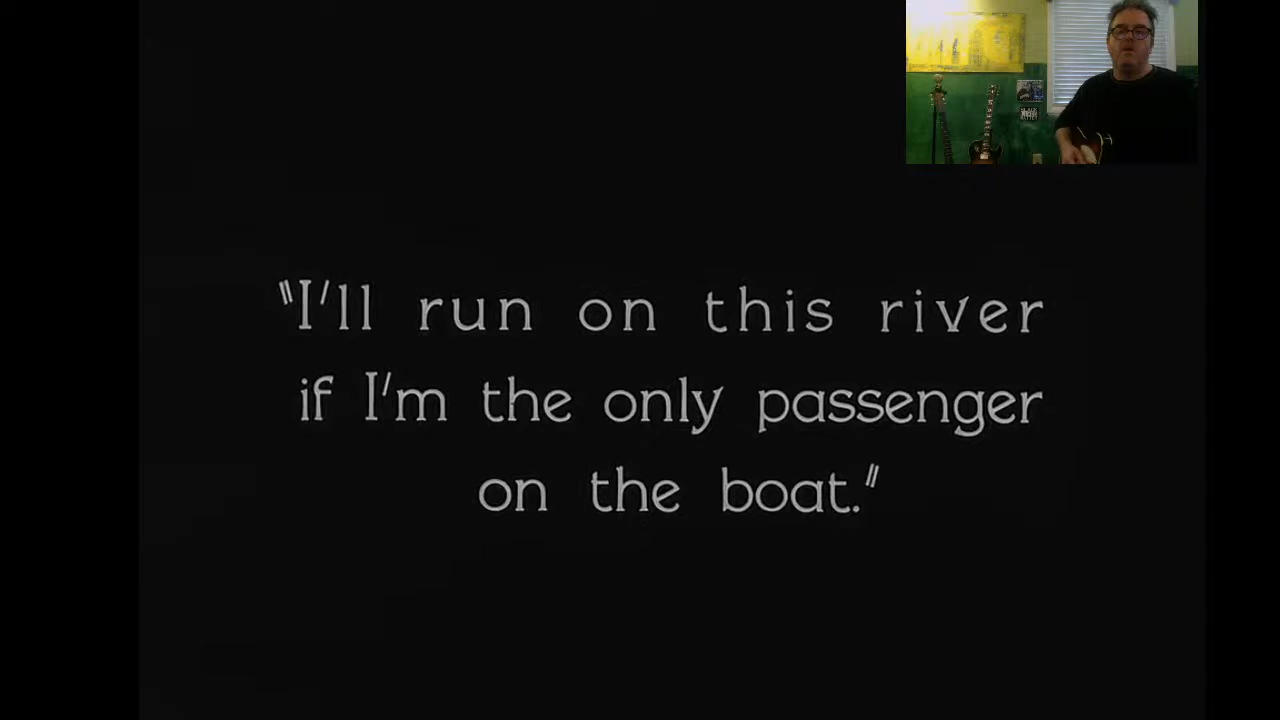 "I'll run on this river
if I'm the only passenger
on the boat."